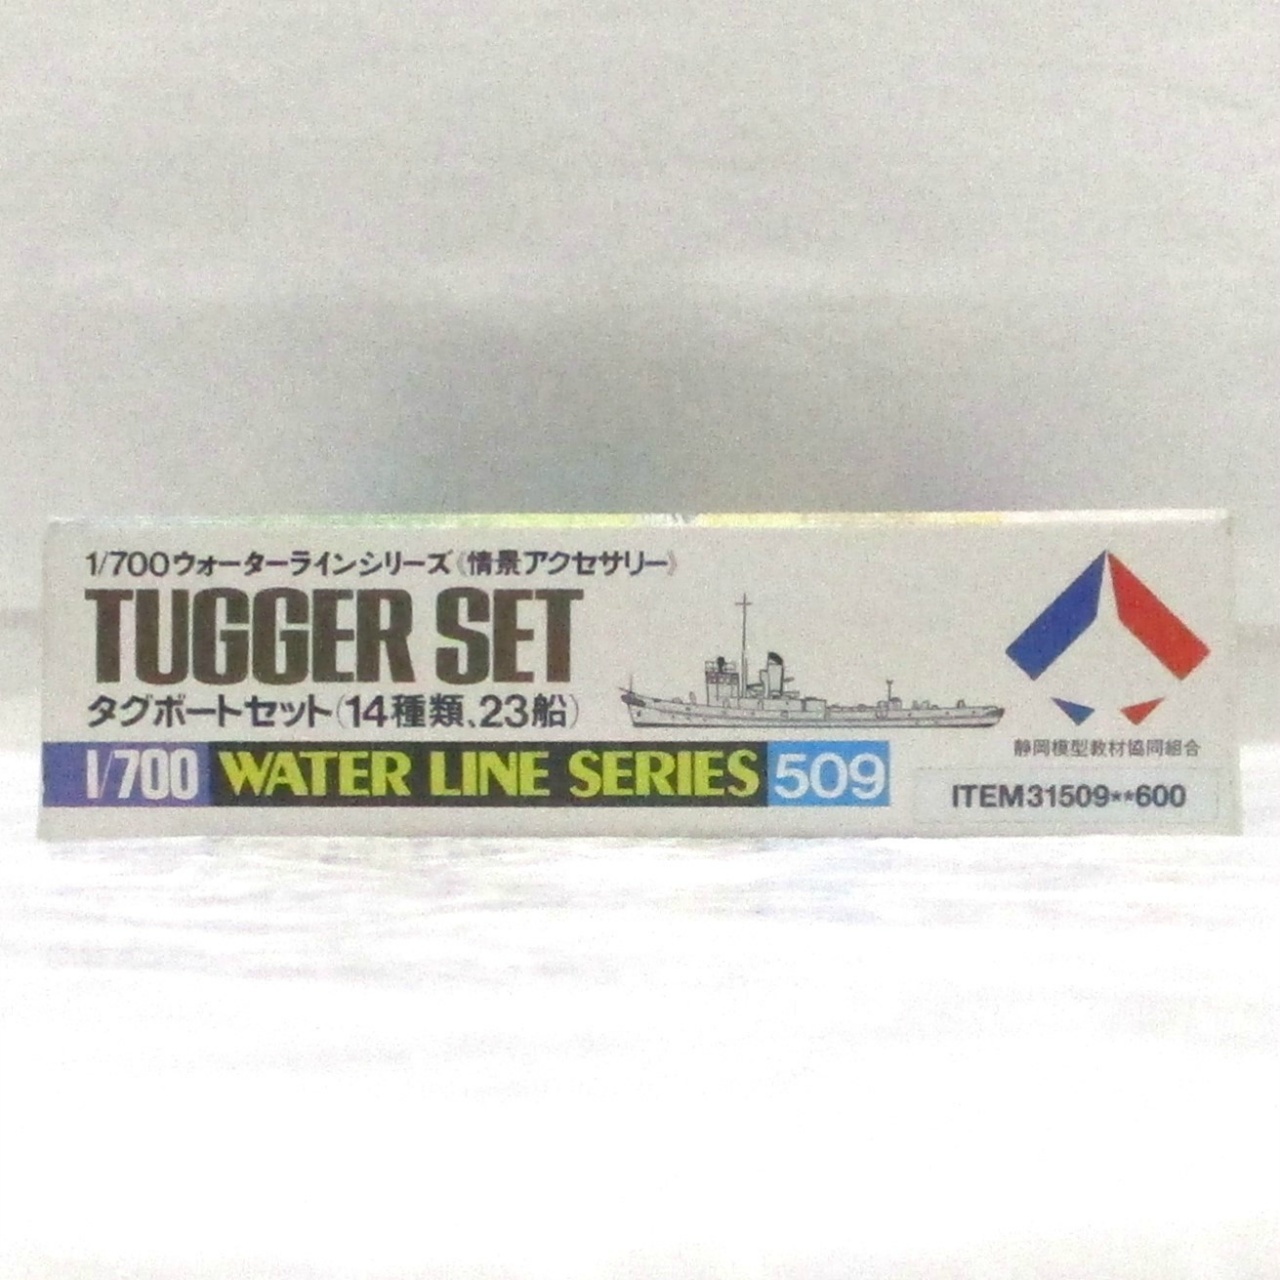 1/700ウォーターラインシリーズ《情景アクセサリー》
TUGGER SET
タグボートセット(14種類、23船)
1/700 WATER LINE SERIES 509
静岡模型教材協同組合
ITEM31509**600